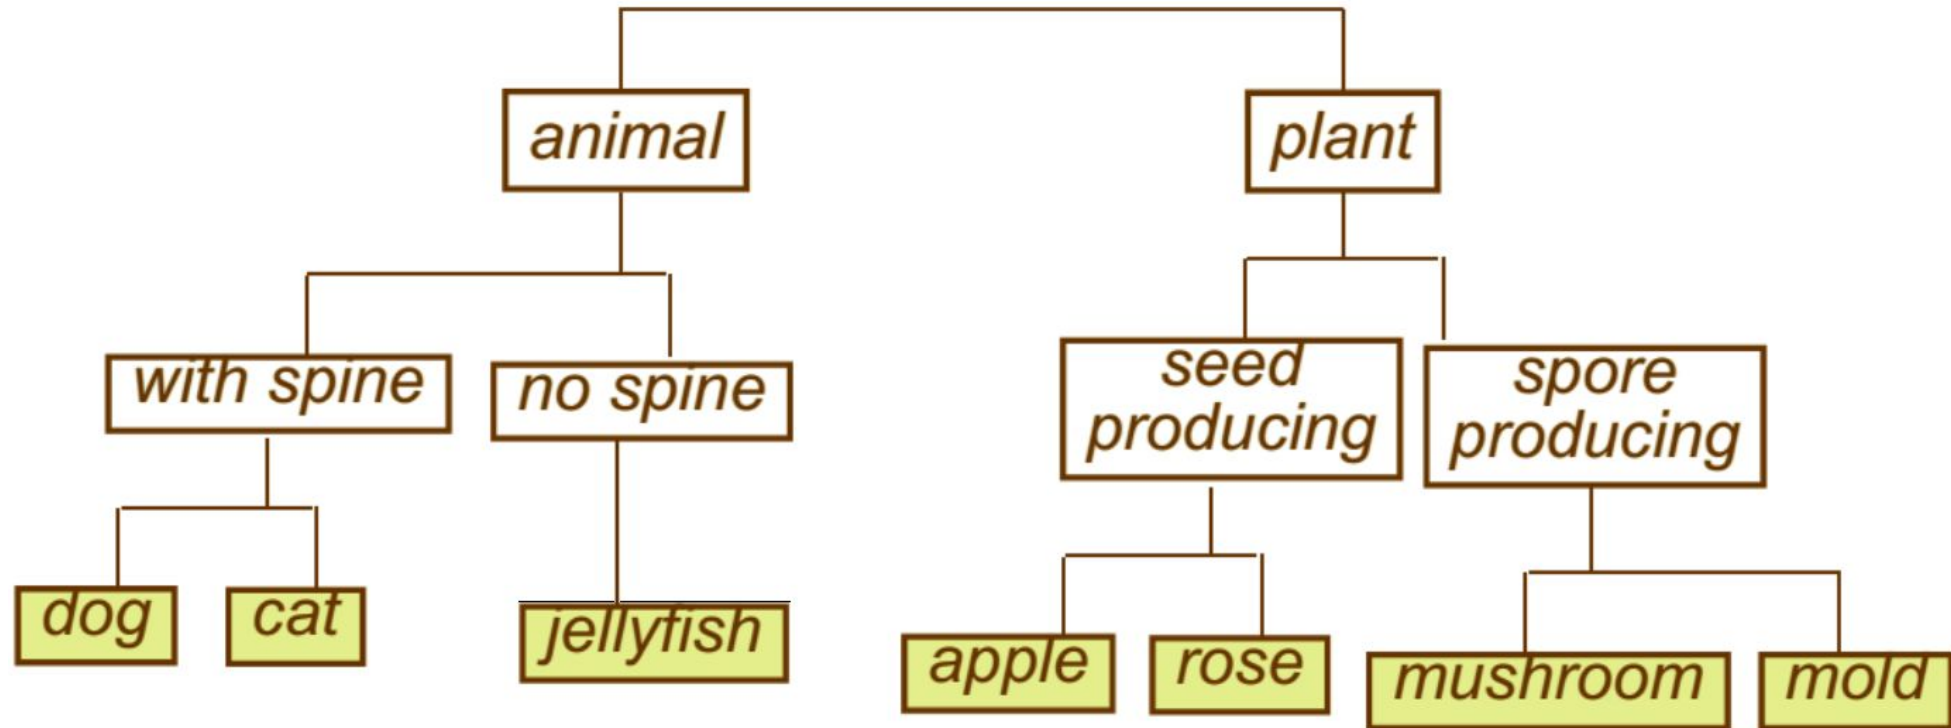 animal
plant
with spine
no spine
seed
producing
spore
producing
dog
cat
jellyfish
apple
rose
mushroom
mold